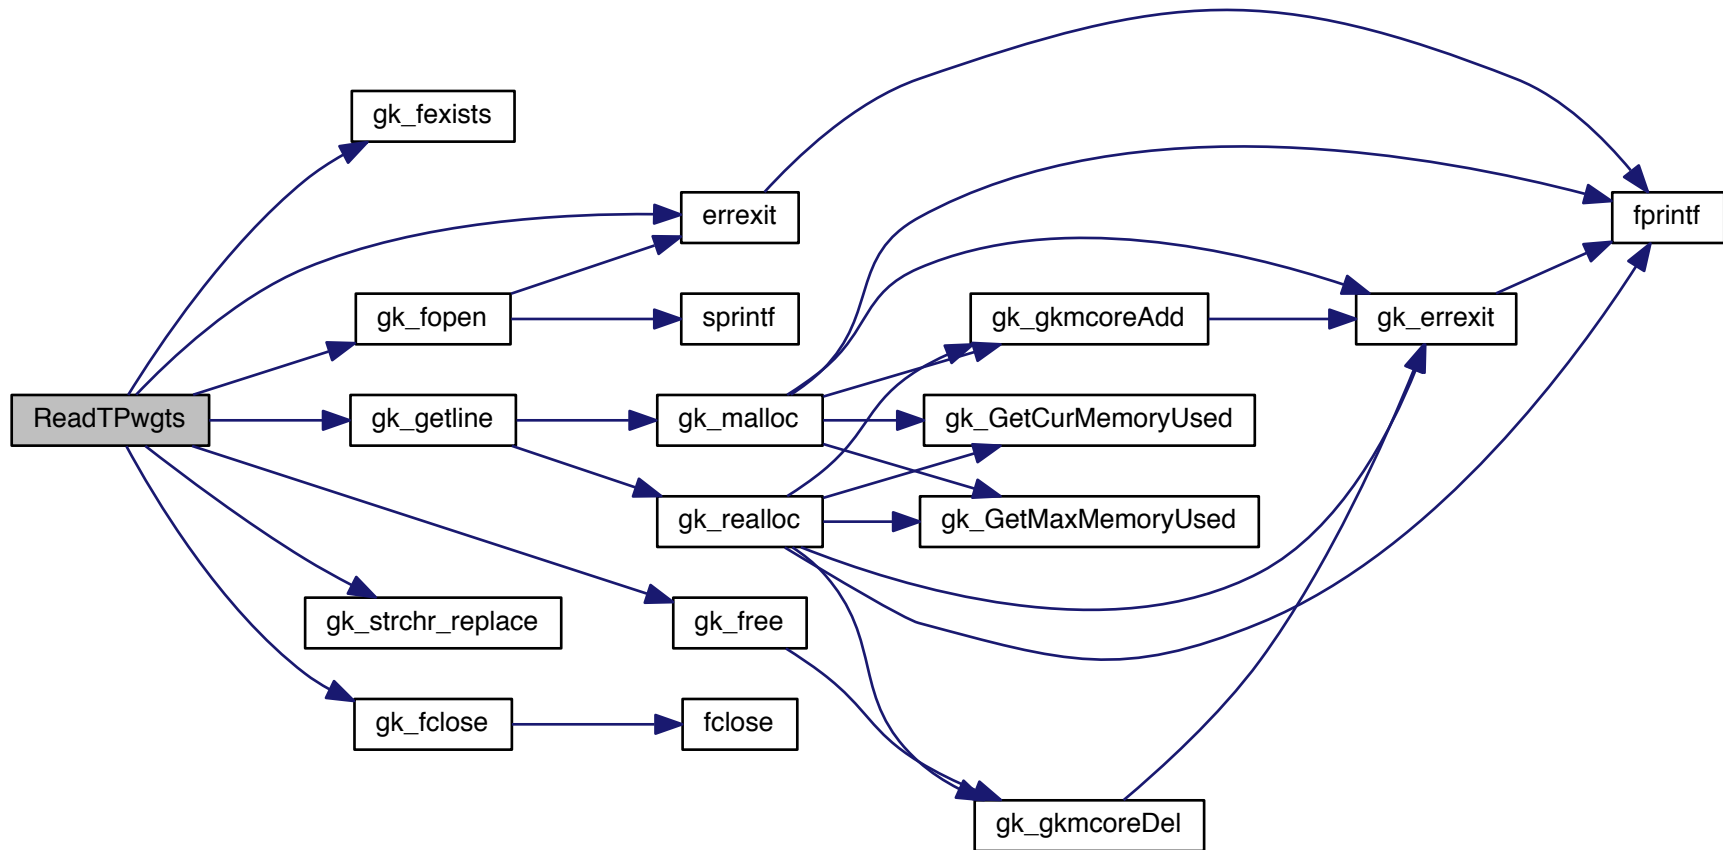 gk_fexists
errexit
fprintf
gk_fopen
sprintf
gk_gkmcoreAdd
gk_errexit
ReadTPwgts
gk_getline
gk_malloc
gk_GetCurMemoryUsed
gk_realloc
gk_GetMaxMemoryUsed
gk_strchr_replace
gk_free
gk_fclose
fclose
gk_gkmcoreDel